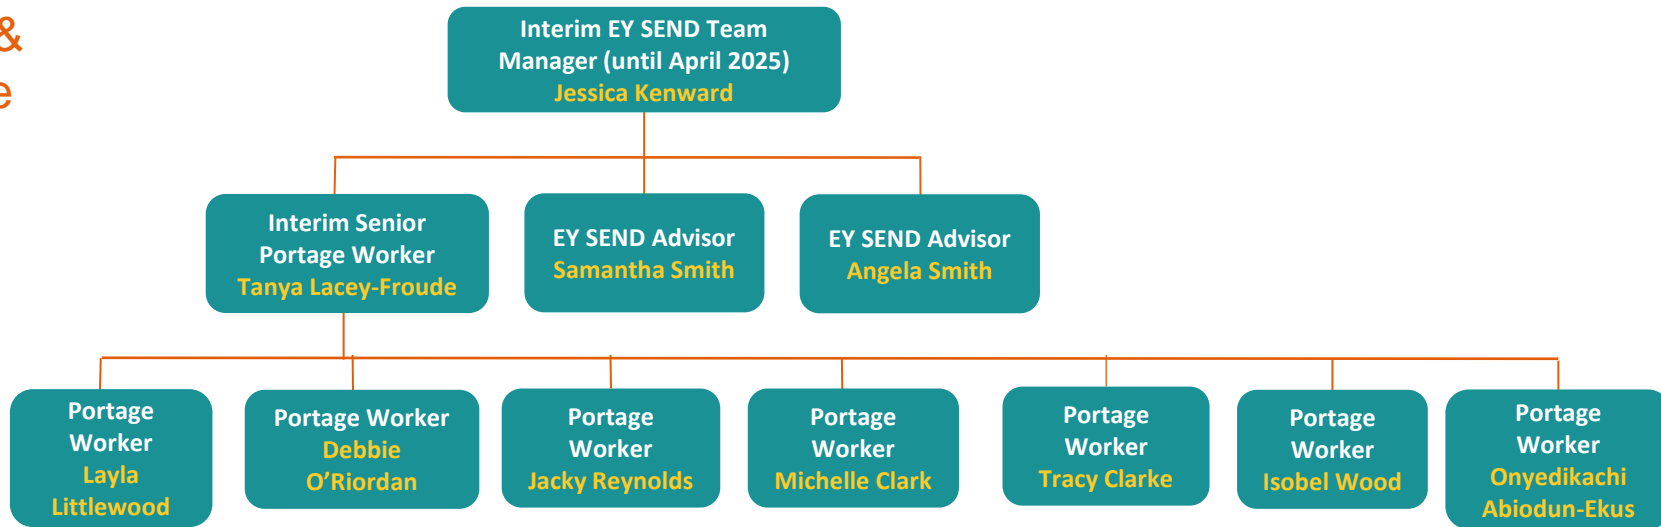 &
e
Interim EY SEND Team
Manager (until April 2025)
Jessica Kenward
Interim Senior
Portage Worker
Tanya Lacey-Froude
EY SEND Advisor
Samantha Smith
EY SEND Advisor
Angela Smith
Portage
Worker
Layla
Littlewood
Portage Worker
Debbie
O’Riordan
Portage
Worker
Jacky Reynolds
Portage
Worker
Michelle Clark
Portage
Worker
Tracy Clarke
Portage
Worker
Isobel Wood
Portage
Worker
Onyedikachi
Abiodun-Ekus